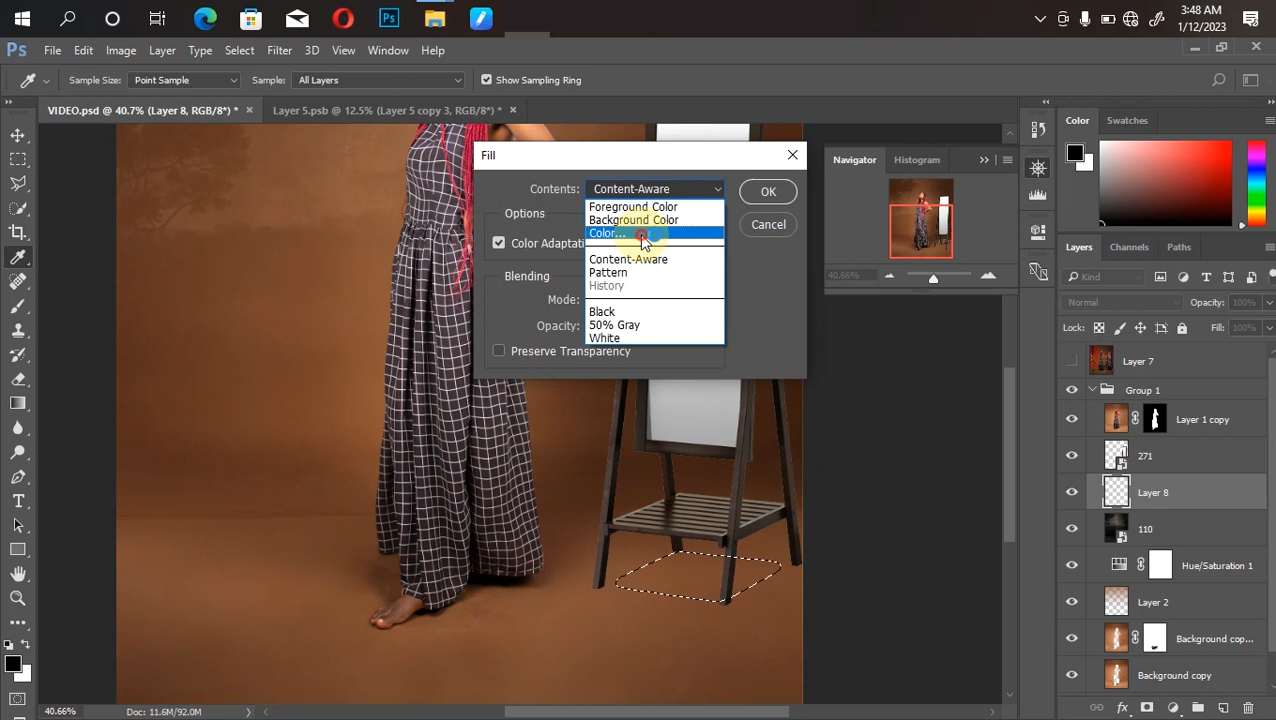 3:48 AM
1/12/2023
Ps
Ps File Edit Image Layer Type Select Filter 3D View Window Help
Sample Size: Point Sample Sample: All Layers Show Sampling Ring
VIDEO.psd @ 40.7% (Layer 8, RGB/8*) * Layer 5.psb @ 12.5% (Layer 5 copy 3, RGB/8*) *
Color Swatches
Fill
Navigator Histogram
Contents: Content-Aware OK
Foreground Color
Options Background Color Cancel
Color...
Color Adaptati
Channels Paths
Layers
Content-Aware
Blending Pattern
40.66%
Kind
History
Mode:
Normal Opacity: 100%
Black
Opacity: 50% Gray
Lock: Fill: 100%
White
Preserve Transparency
Layer 7
Group 1
Layer 1 copy
271
Layer 8
110
Hue/Saturation 1
Layer 2
Background cop...
Background copy
40.66% Doc: 11.6M/92.0M